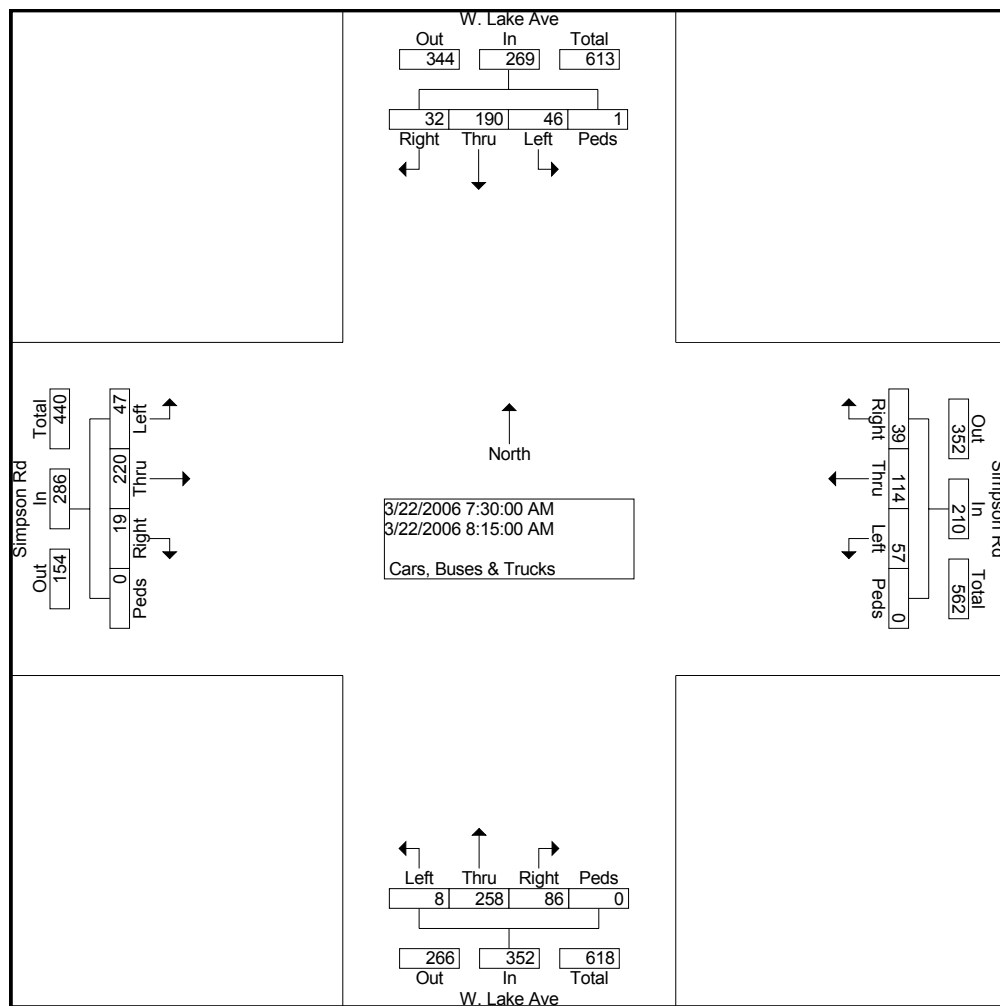 W. Lake Ave
Out In Total
344 269 613
32 190 46 1
Right Thru Left Peds
Simpson Rd
Total In Out
440 286 154
47 220 19 0
Left Thru Right Peds
North
3/22/2006 7:30:00 AM
3/22/2006 8:15:00 AM
Cars, Buses & Trucks
Right Thru Left Peds
39 114 57 0
352 210 562
Out In Total
Simpson Rd
Left Thru Right Peds
8 258 86 0
266 352 618
Out In Total
W. Lake Ave